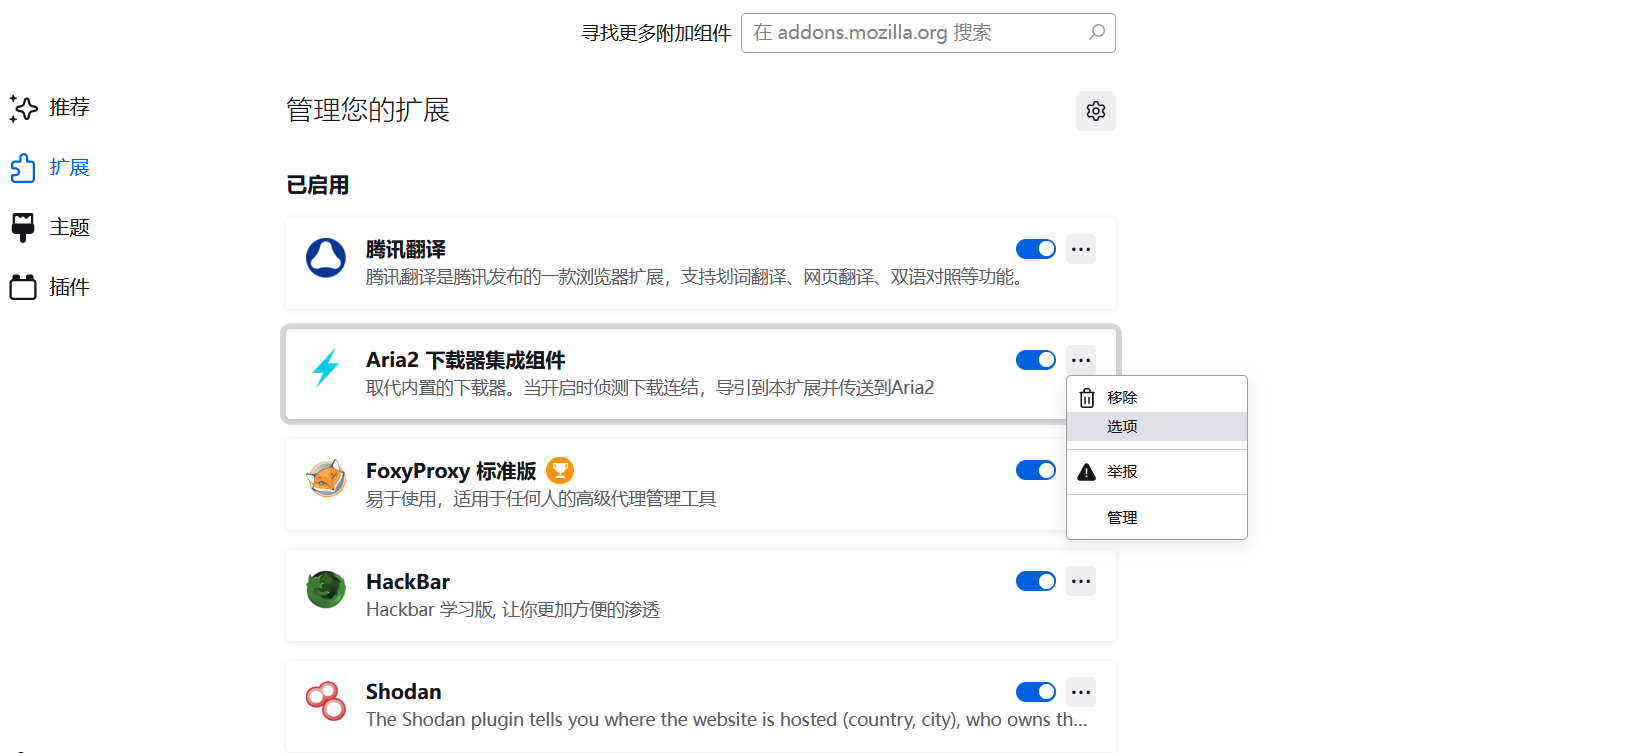 寻找更多附加组件
在 addons.mozilla.org 搜索
推荐
扩展
主题
插件
管理您的扩展
已启用
腾讯翻译
腾讯翻译是腾讯发布的一款浏览器扩展，支持划词翻译、网页翻译、双语对照等功能。
Aria2 下载器集成组件
取代内置的下载器。当开启时侦测下载连结，导引到本扩展并传送到Aria2
移除
选项
举报
管理
FoxyProxy 标准版
易于使用，适用于任何人的高级代理管理工具
HackBar
Hackbar 学习版, 让你更加方便的渗透
Shodan
The Shodan plugin tells you where the website is hosted (country, city), who owns th...